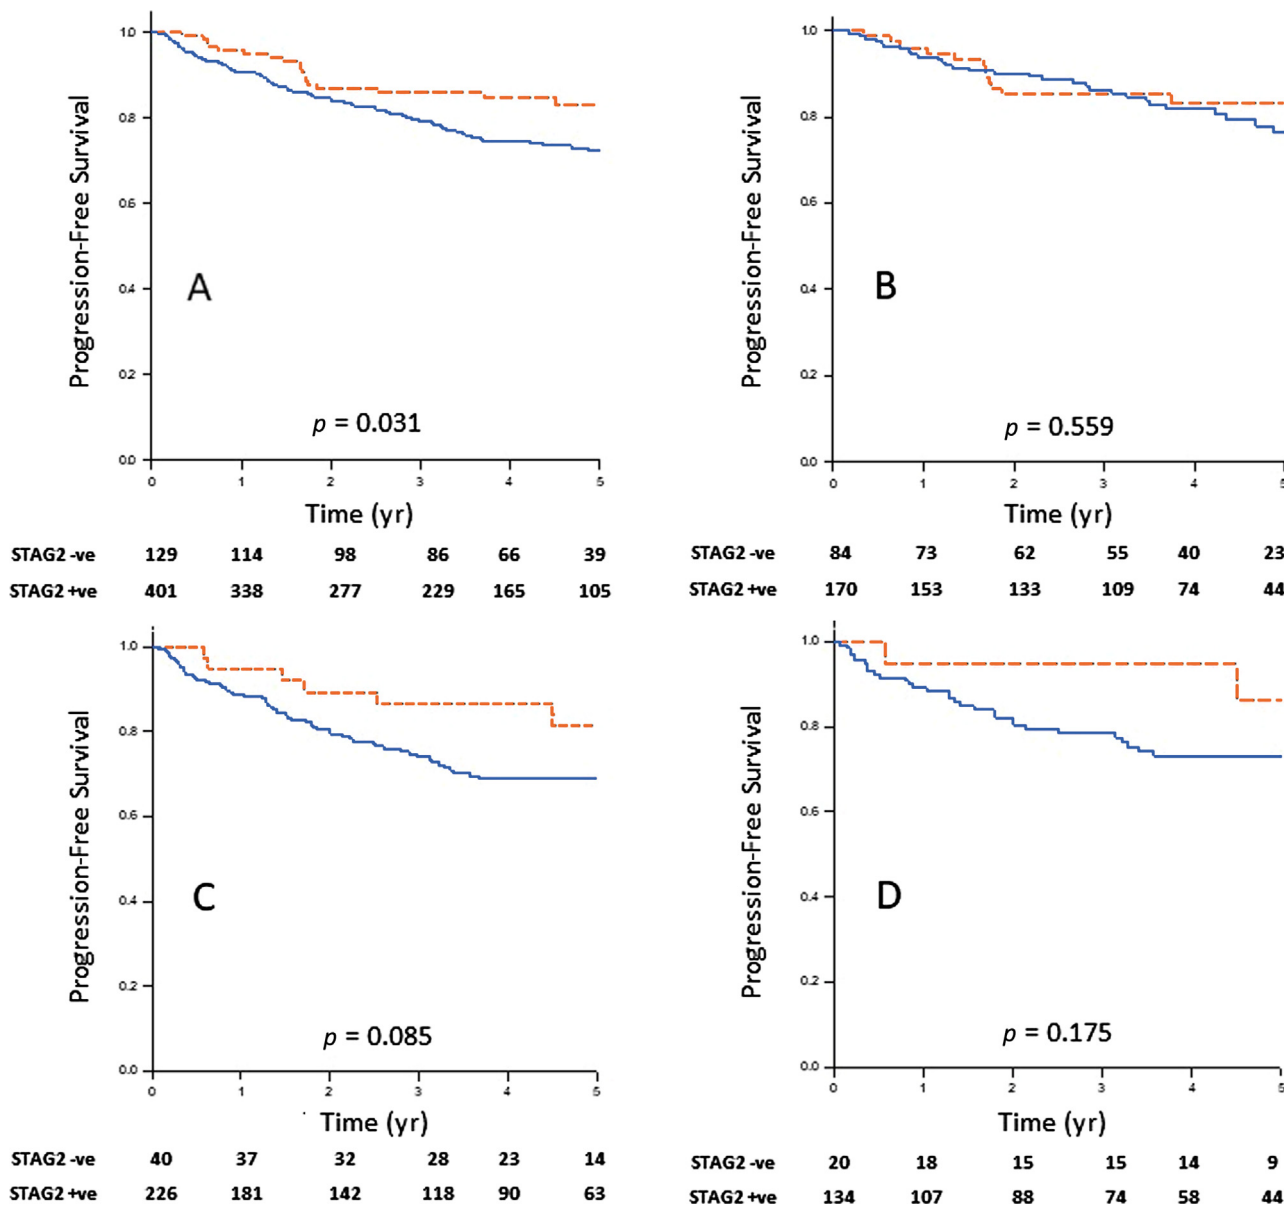 Progression-Free Survival
1.0
0.8
0.6
0.4
0.2
0.0
A
p = 0.031
0 1 2 3 4 5
Time (yr)
STAG2 -ve 129 114 98 86 66 39
STAG2 +ve 401 338 277 229 165 105
Progression-Free Survival
1.0
0.8
0.6
0.4
0.2
0.0
B
p = 0.559
0 1 2 3 4 5
Time (yr)
STAG2 -ve 84 73 62 55 40 23
STAG2 +ve 170 153 133 109 74 44
Progression-Free Survival
1.0
0.8
0.6
0.4
0.2
0.0
C
p = 0.085
0 1 2 3 4 5
Time (yr)
STAG2 -ve 40 37 32 28 23 14
STAG2 +ve 226 181 142 118 90 63
Progression-Free Survival
1.0
0.8
0.6
0.4
0.2
0.0
D
p = 0.175
0 1 2 3 4 5
Time (yr)
STAG2 -ve 20 18 15 15 14 9
STAG2 +ve 134 107 88 74 58 44